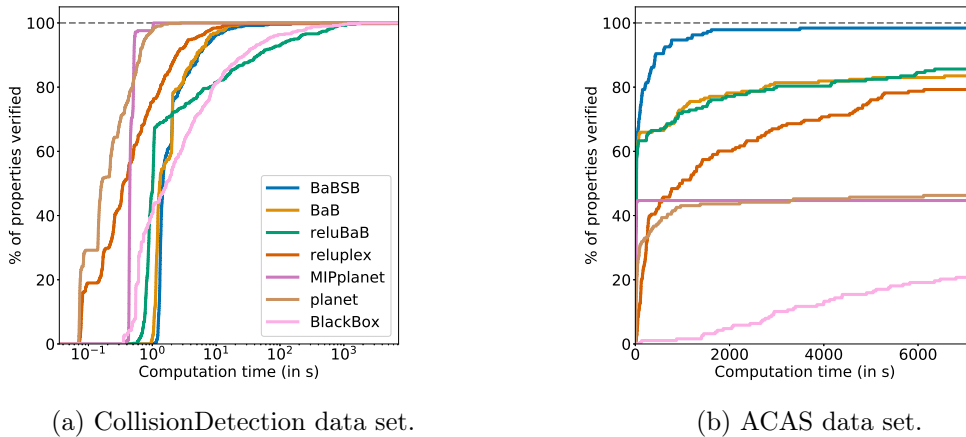 % of properties verified
100
80
60
40
20
0
BaBSB
BaB
reluBaB
reluplex
MIPplanet
planet
BlackBox
10⁻¹ 10⁰ 10¹ 10² 10³
Computation time (in s)
(a) CollisionDetection data set.
% of properties verified
100
80
60
40
20
0
0 2000 4000 6000
Computation time (in s)
(b) ACAS data set.